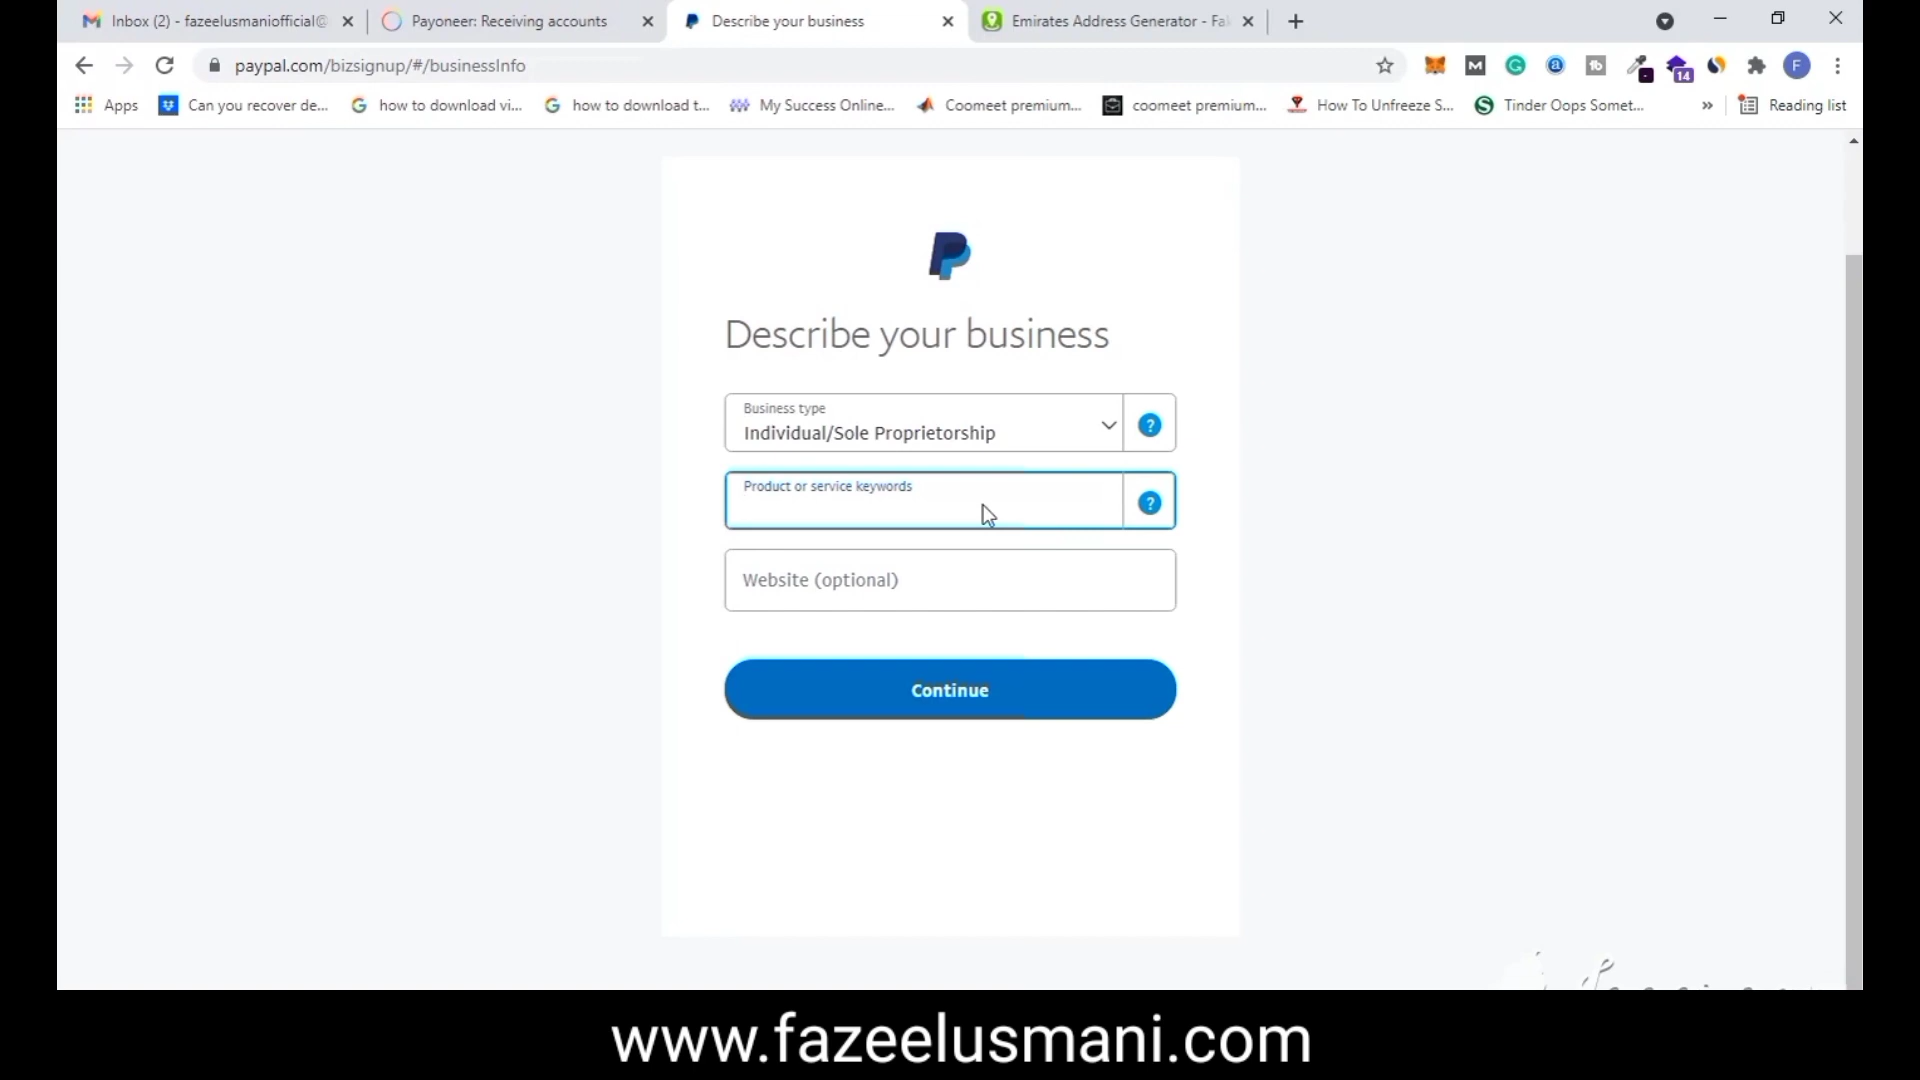 Inbox (2) - fazeelusmaniofficial@
Payoneer: Receiving accounts
Describe your business
Emirates Address Generator - Fa
paypal.com/bizsignup/#/businessInfo
14
F
Apps
Can you recover de...
how to download vi...
how to download t...
My Success Online...
Coomeet premium...
coomeet premium...
How To Unfreeze S...
Tinder Oops Somet...
»
Reading list
Describe your business
Business type
Individual/Sole Proprietorship
?
Product or service keywords
?
Website (optional)
Continue
www.fazeelusmani.com